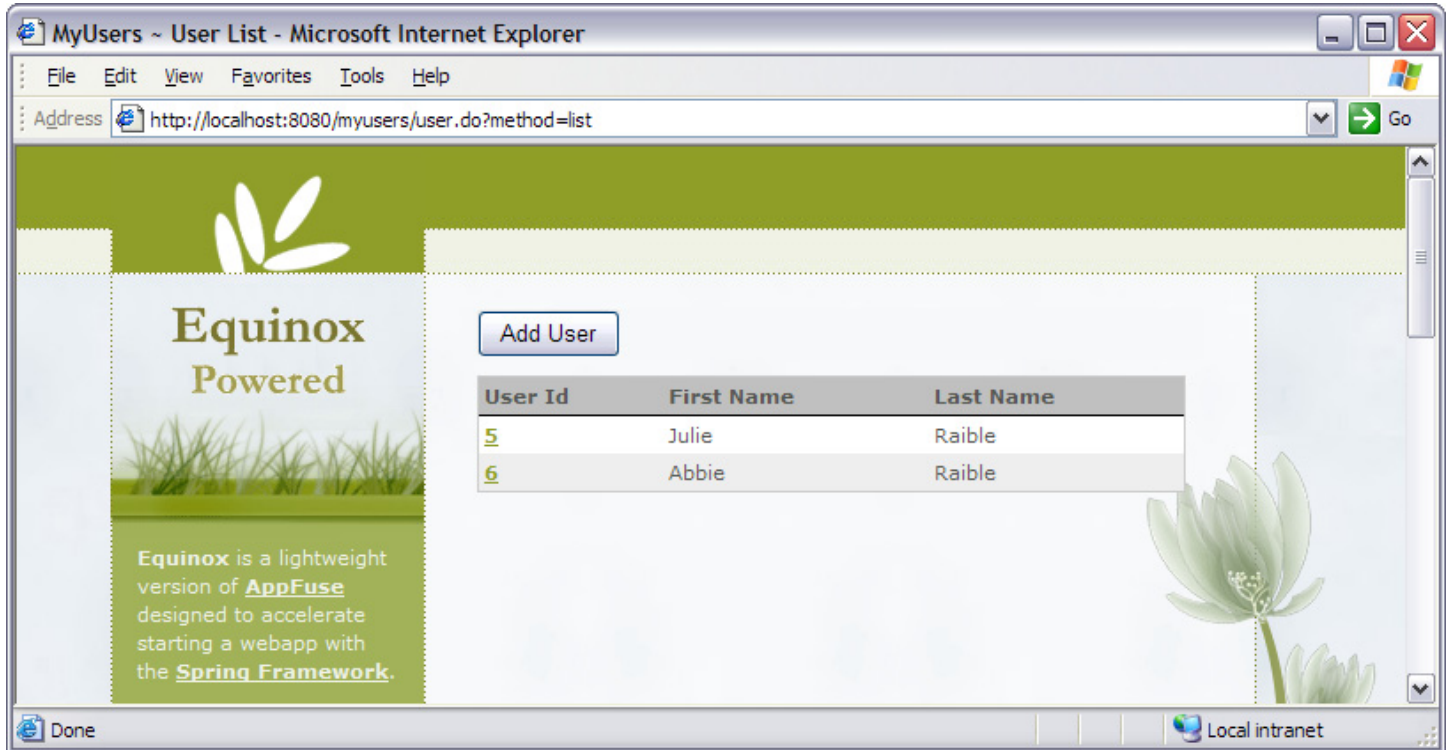 MyUsers ~ User List - Microsoft Internet Explorer
File Edit View Favorites Tools Help
Address http://localhost:8080/myusers/user.do?method=list Go
Equinox
Powered
Add User
User Id First Name Last Name
5 Julie Raible
6 Abbie Raible
Equinox is a lightweight
version of AppFuse
designed to accelerate
starting a webapp with
the Spring Framework.
Done Local intranet